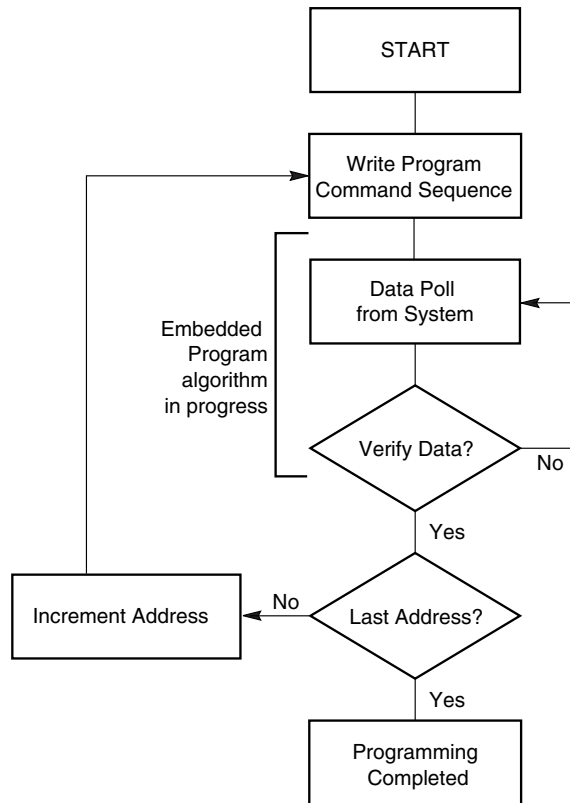 START
Write Program
Command Sequence
Data Poll
from System
Embedded
Program
algorithm
in progress
Verify Data?
No
Yes
Increment Address
No
Last Address?
Yes
Programming
Completed